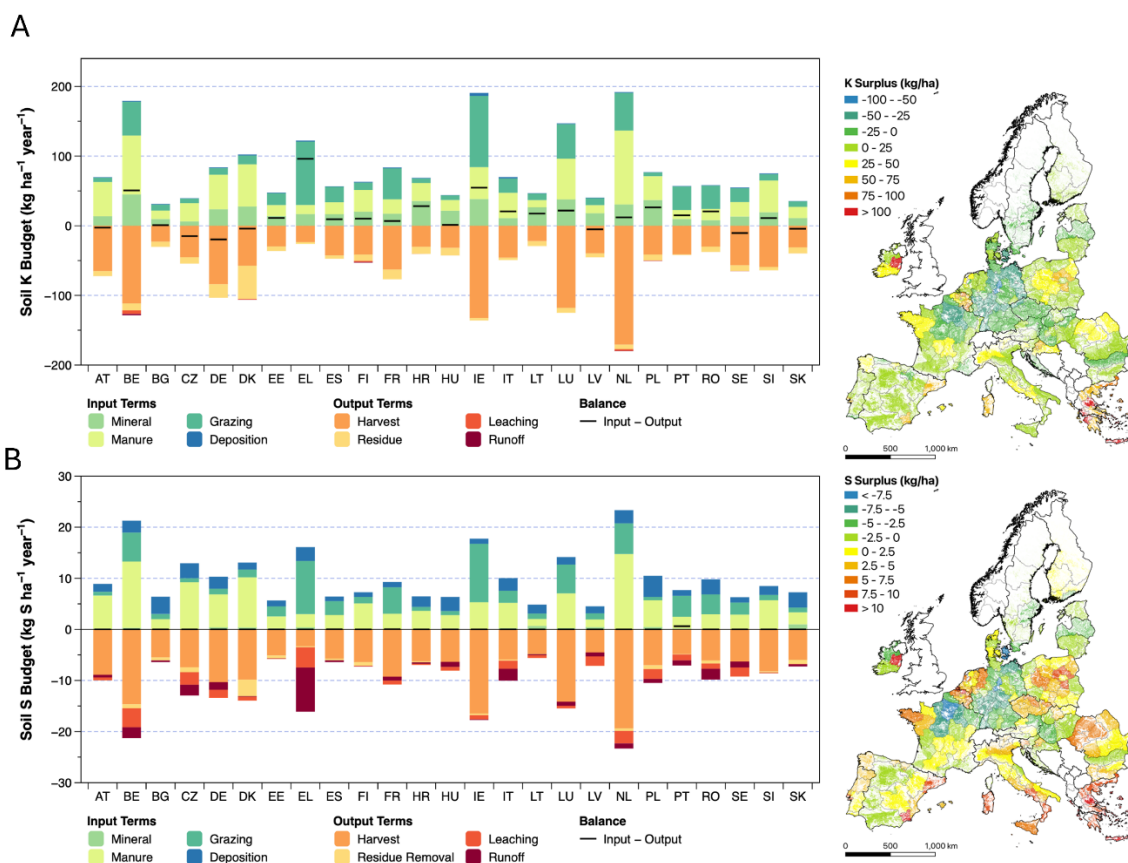 A
Soil K Budget (kg ha⁻¹ year⁻¹)
200
100
0
−100
−200
AT BE BG CZ DE DK EE EL ES FI FR HR HU IE IT LT LU LV NL PL PT RO SE SI SK
Input Terms Output Terms Balance
Mineral Grazing Harvest Leaching Input – Output
Manure Deposition Residue Runoff
K Surplus (kg/ha)
-100 - -50
-50 - -25
-25 - 0
0 - 25
25 - 50
50 - 75
75 - 100
> 100
0 500 1,000 km
B
Soil S Budget (kg S ha⁻¹ year⁻¹)
30
20
10
0
−10
−20
−30
AT BE BG CZ DE DK EE EL ES FI FR HR HU IE IT LT LU LV NL PL PT RO SE SI SK
Input Terms Output Terms Balance
Mineral Grazing Harvest Leaching Input – Output
Manure Deposition Residue Removal Runoff
S Surplus (kg/ha)
< -7.5
-7.5 - -5
-5 - -2.5
-2.5 - 0
0 - 2.5
2.5 - 5
5 - 7.5
7.5 - 10
> 10
0 500 1,000 km